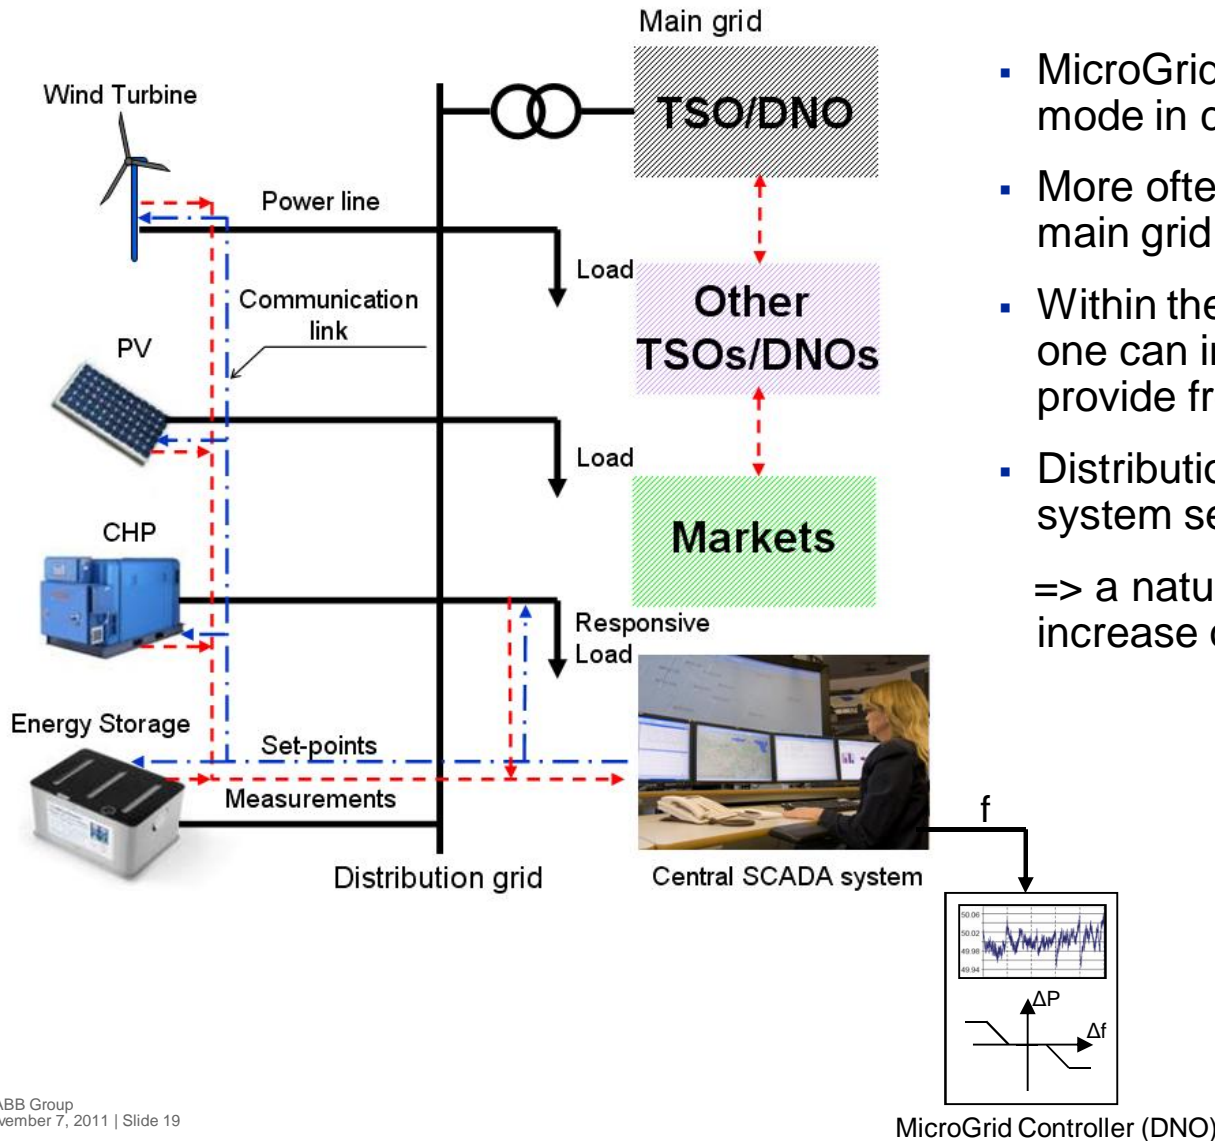 Main grid
TSO/DNO
Wind Turbine
Power line
Load
Communication
link
Other
TSOs/DNOs
PV
Load
Markets
CHP
Responsive
Load
Energy Storage
Set-points
Measurements
Distribution grid
Central SCADA system
f
50.06
50.02
49.98
49.94
ΔP
Δf
MicroGrid Controller (DNO)
▪ MicroGrid
mode in
▪ More ofte
main grid
▪ Within the
one can i
provide fr
▪ Distributio
system se
=> a natu
increase
ABB Group
vember 7, 2011 | Slide 19